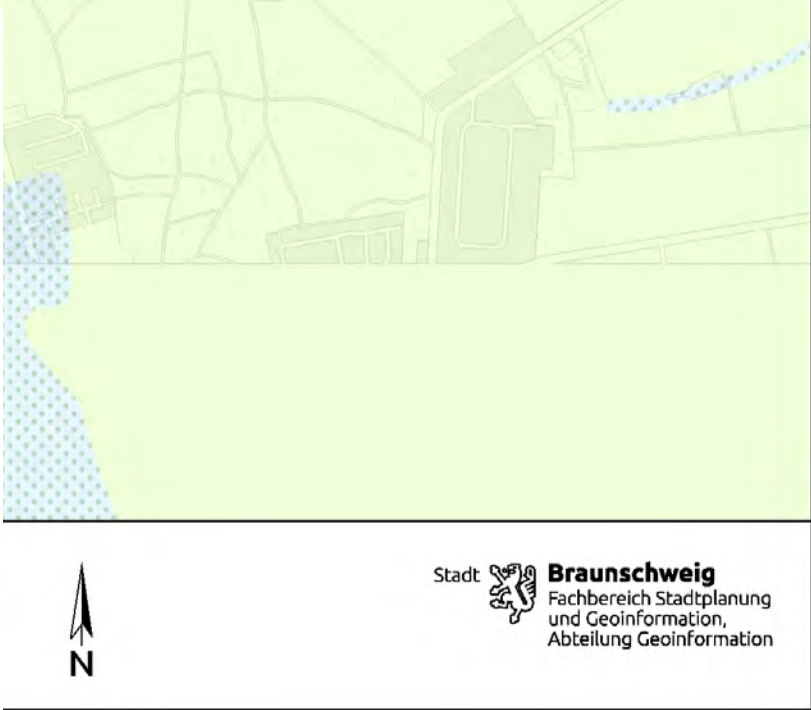 N
Stadt Braunschweig
Fachbereich Stadtplanung
und Geoinformation,
Abteilung Geoinformation